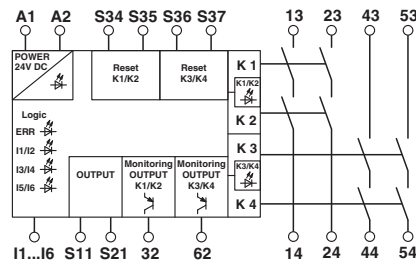 A1 A2 S34 S35 S36 S37 13 23 43 53
POWER
24V DC
Reset
K1/K2
Reset
K3/K4
K 1
K1/K2
K 2
Logic
ERR
I1/I2
I3/I4
I5/I6
K 3
K3/K4
K 4
OUTPUT
Monitoring
OUTPUT
K1/K2
Monitoring
OUTPUT
K3/K4
I1...I6 S11 S21 32 62 14 24 44 54